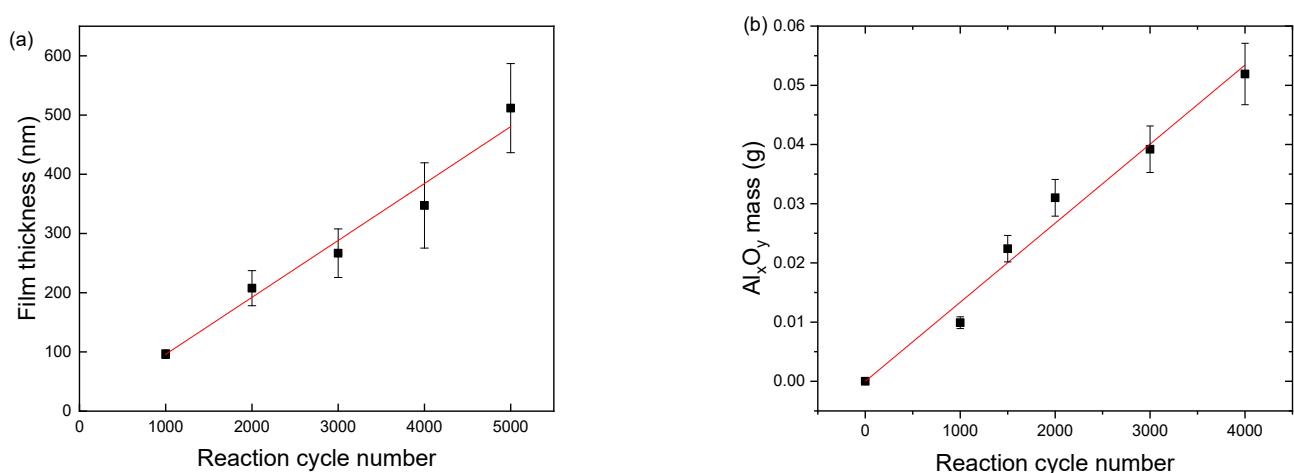 (a)
600
500
400
300
200
100
0
0 1000 2000 3000 4000 5000
Film thickness (nm)
Reaction cycle number
(b)
0.06
0.05
0.04
0.03
0.02
0.01
0.00
0 1000 2000 3000 4000
AlₓOᵧ mass (g)
Reaction cycle number